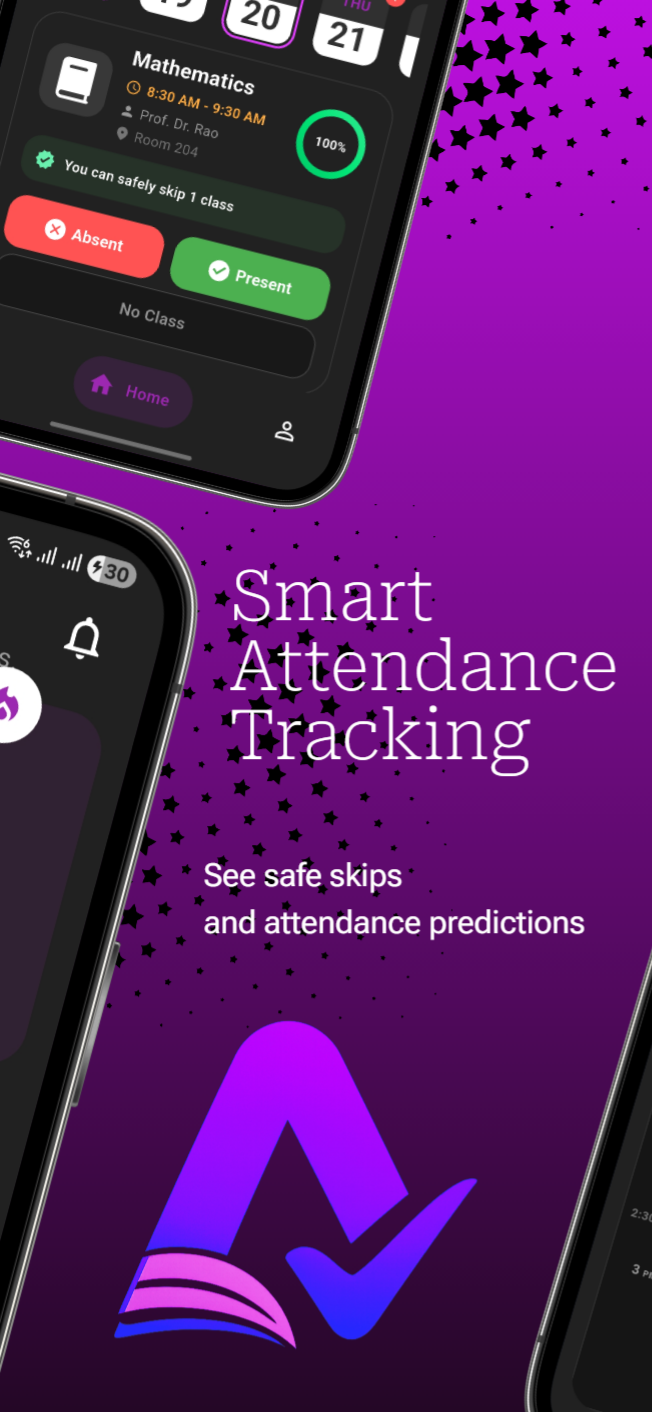 THU
20
21
Mathematics
8:30 AM - 9:30 AM
Prof. Dr. Rao
Room 204
100%
You can safely skip 1 class
Absent
Present
No Class
Home
6
30
Smart
Attendance
Tracking
See safe skips
and attendance predictions